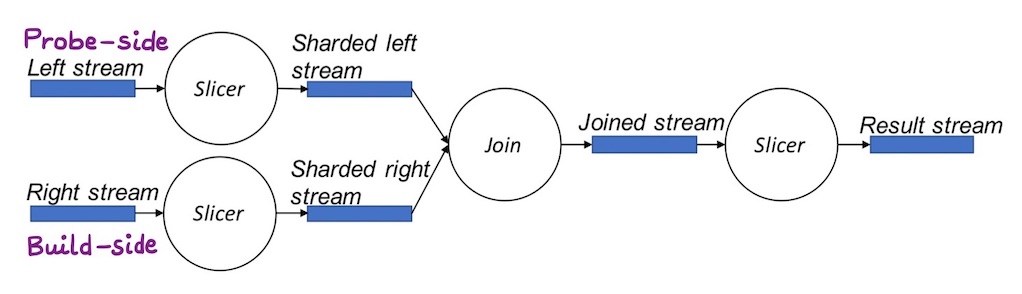 Probe-side
Left stream
Slicer
Sharded left
stream
Right stream
Build-side
Slicer
Sharded right
stream
Join
Joined stream
Slicer
Result stream